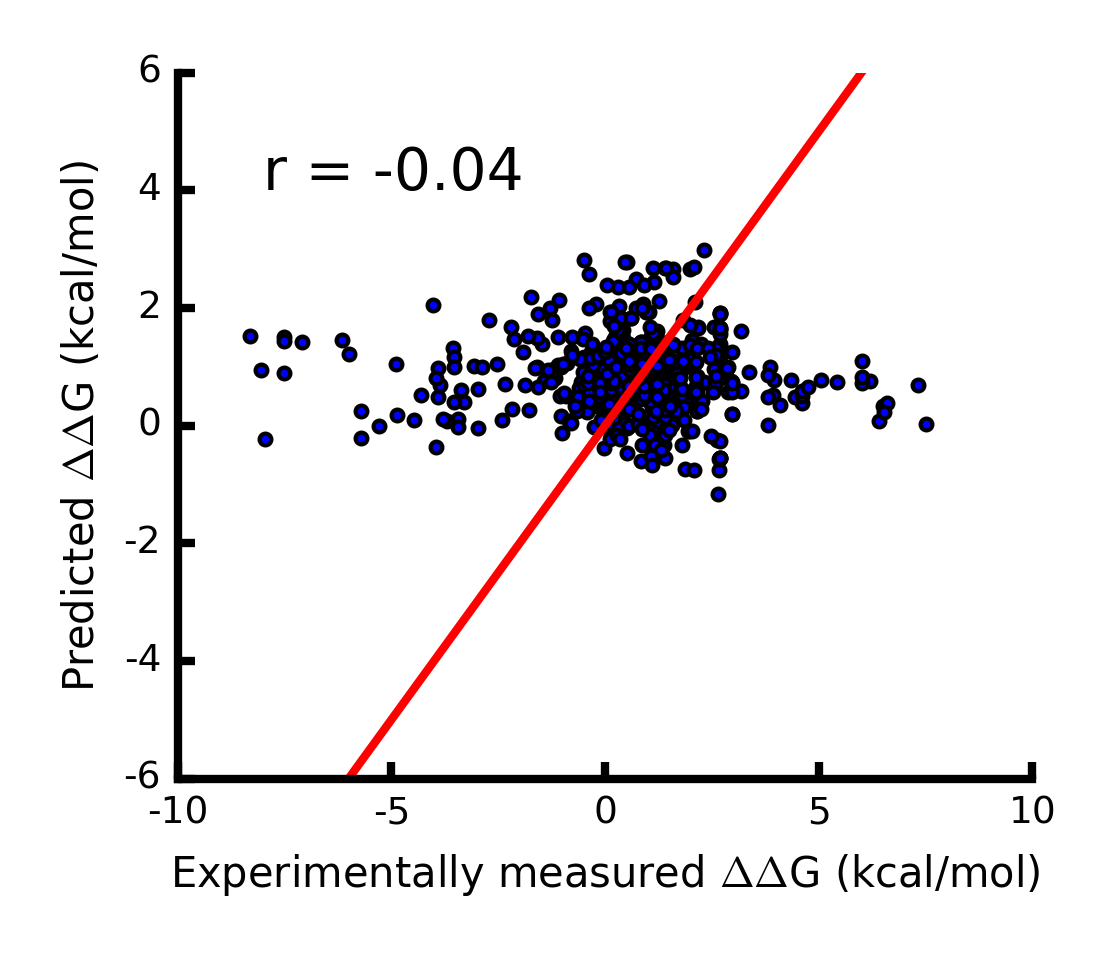 6
4
2
0
-2
-4
-6
r = -0.04
Predicted ΔΔG (kcal/mol)
-10 -5 0 5 10
Experimentally measured ΔΔG (kcal/mol)